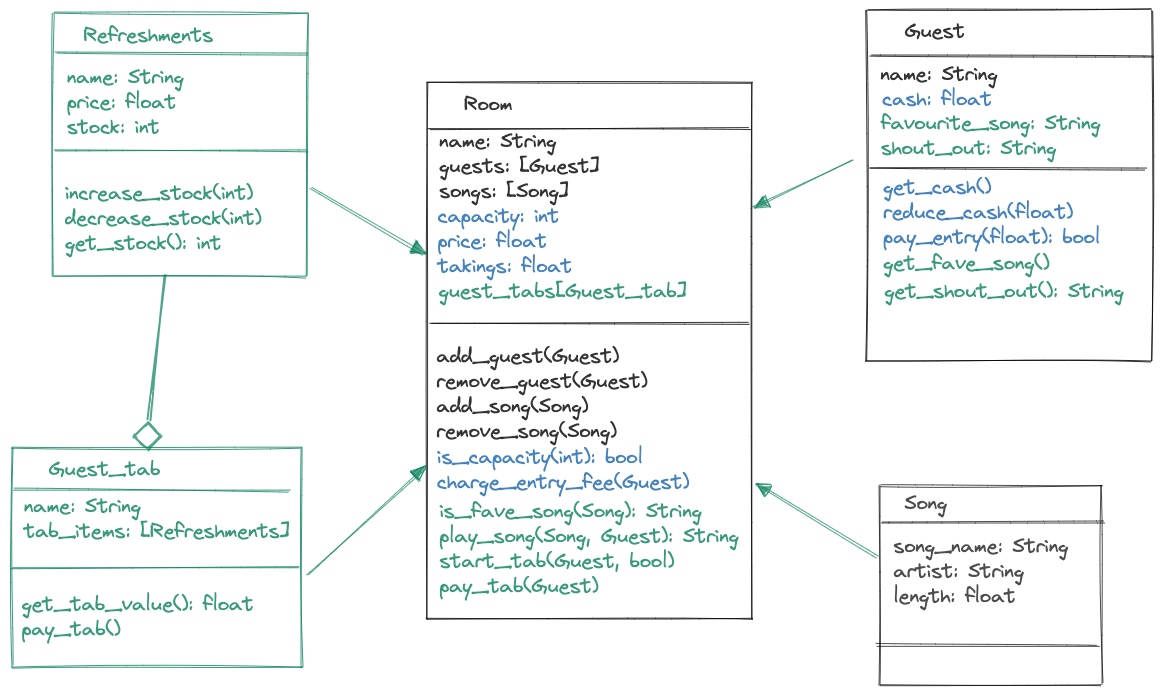 Refreshments
name: String
price: float
stock: int
increase_stock(int)
decrease_stock(int)
get_stock(): int
Guest_tab
name: String
tab_items: [Refreshments]
get_tab_value(): float
pay_tab()
Room
name: String
guests: [Guest]
songs: [Song]
capacity: int
price: float
takings: float
guest_tabs[Guest_tab]
add_guest(Guest)
remove_guest(Guest)
add_song(Song)
remove_song(Song)
is_capacity(int): bool
charge_entry_fee(Guest)
is_fave_song(Song): String
play_song(Song, Guest): String
start_tab(Guest, bool)
pay_tab(Guest)
Guest
name: String
cash: float
favourite_song: String
shout_out: String
get_cash()
reduce_cash(float)
pay_entry(float): bool
get_fave_song()
get_shout_out(): String
Song
song_name: String
artist: String
length: float